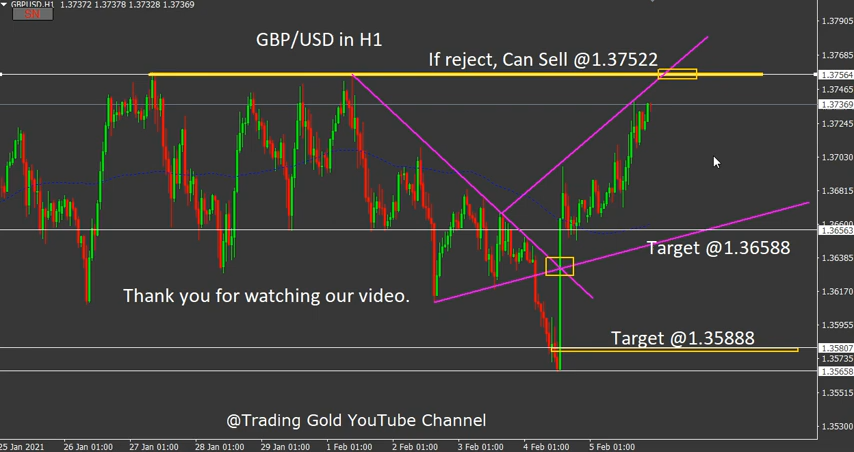 GBPUSD,H1 1.37372 1.37378 1.37328 1.37369
GBP/USD in H1
If reject, Can Sell @1.37522
Target @1.36588
Thank you for watching our video.
Target @1.35888
@Trading Gold YouTube Channel
1.37905
1.37685
1.37564
1.37465
1.37369
1.37245
1.37030
1.36815
1.36600
1.36563
1.36385
1.36170
1.35955
1.35807
1.35735
1.35658
1.35515
1.35300
25 Jan 2021 26 Jan 01:00 27 Jan 01:00 28 Jan 01:00 29 Jan 01:00 1 Feb 01:00 2 Feb 01:00 3 Feb 01:00 4 Feb 01:00 5 Feb 01:00